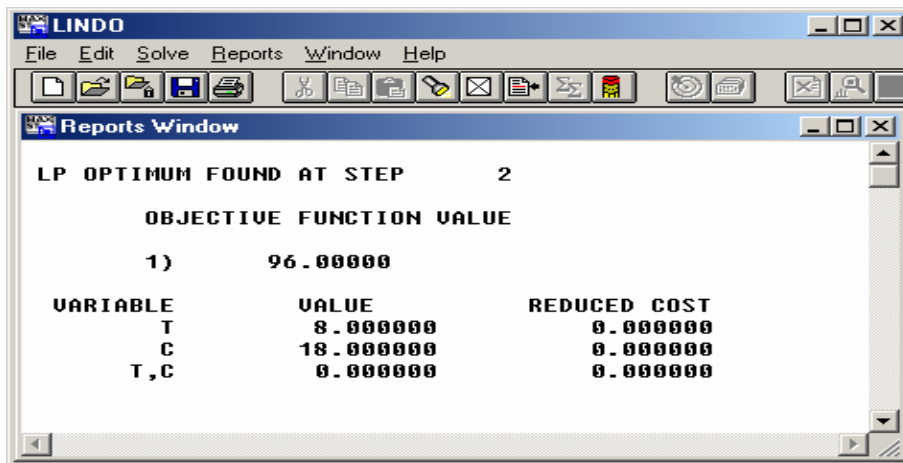 LINDO
File Edit Solve Reports Window Help
Reports Window
LP OPTIMUM FOUND AT STEP 2
OBJECTIVE FUNCTION VALUE
1) 96.00000
VARIABLE VALUE REDUCED COST
T 8.000000 0.000000
C 18.000000 0.000000
T,C 0.000000 0.000000